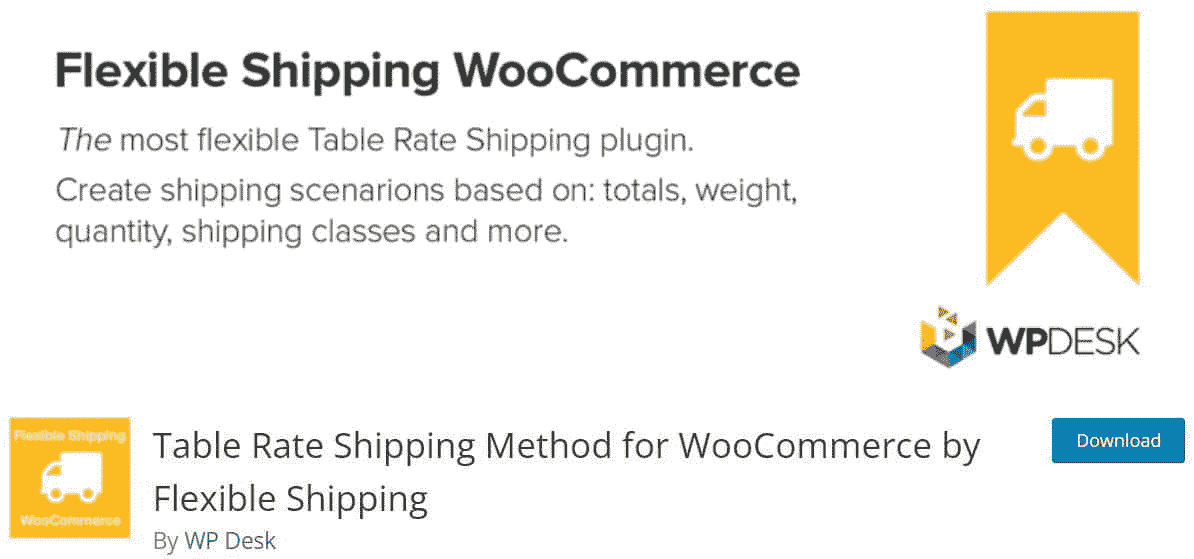 Flexible Shipping WooCommerce
The most flexible Table Rate Shipping plugin.
Create shipping scenarions based on: totals, weight,
quantity, shipping classes and more.
WPDESK
Flexible Shipping
WooCommerce
Table Rate Shipping Method for WooCommerce by
Flexible Shipping
By WP Desk
Download